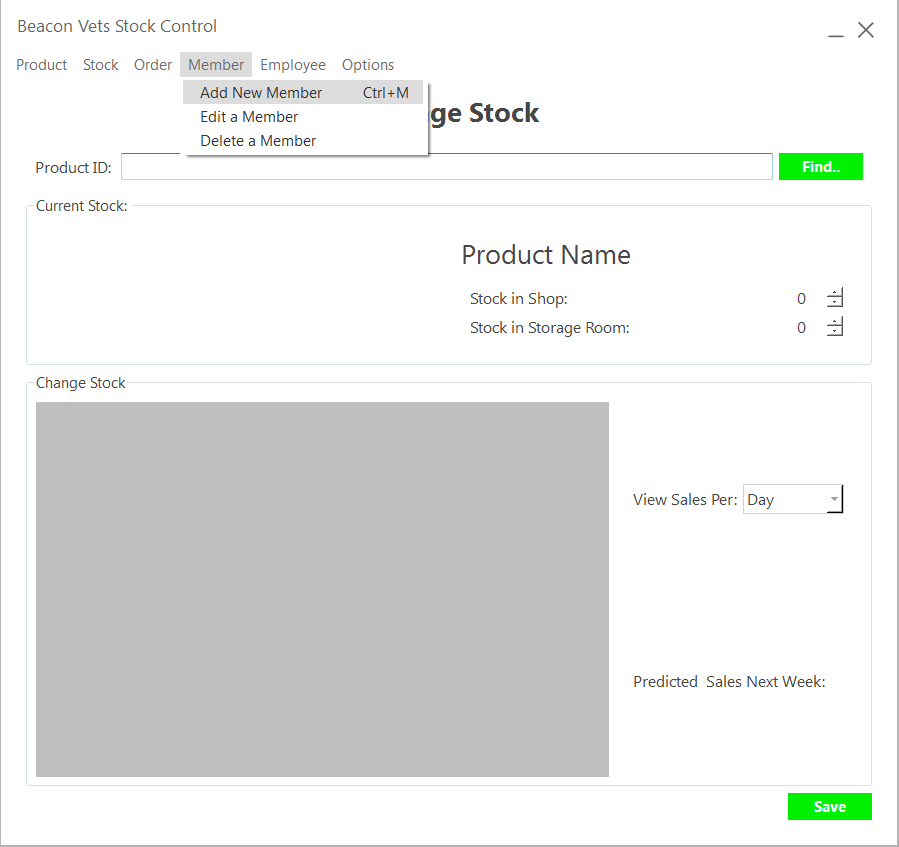 Beacon Vets Stock Control
Product Stock Order Member Employee Options
Add New Member Ctrl+M
Edit a Member
Delete a Member
ge Stock
Product ID: Find..
Current Stock:
Product Name
Stock in Shop: 0
Stock in Storage Room: 0
Change Stock
View Sales Per: Day
Predicted Sales Next Week:
Save